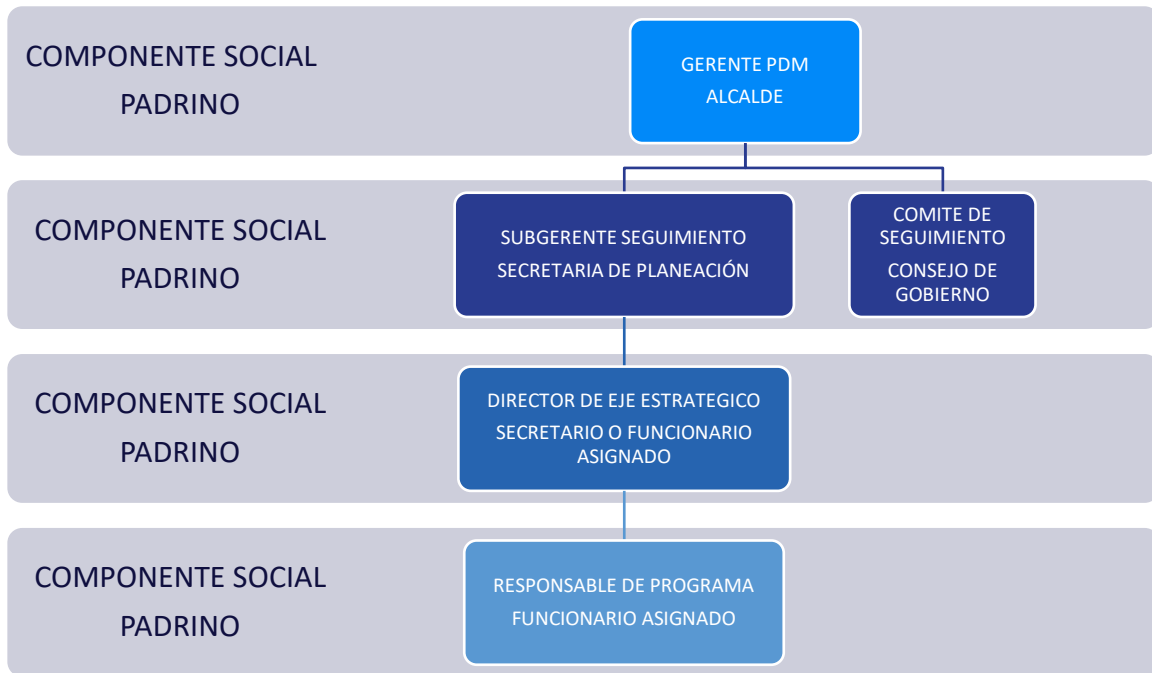 COMPONENTE SOCIAL
PADRINO
GERENTE PDM
ALCALDE
COMPONENTE SOCIAL
PADRINO
SUBGERENTE SEGUIMIENTO
SECRETARIA DE PLANEACIÓN
COMITE DE
SEGUIMIENTO
CONSEJO DE
GOBIERNO
COMPONENTE SOCIAL
PADRINO
DIRECTOR DE EJE ESTRATEGICO
SECRETARIO O FUNCIONARIO
ASIGNADO
COMPONENTE SOCIAL
PADRINO
RESPONSABLE DE PROGRAMA
FUNCIONARIO ASIGNADO